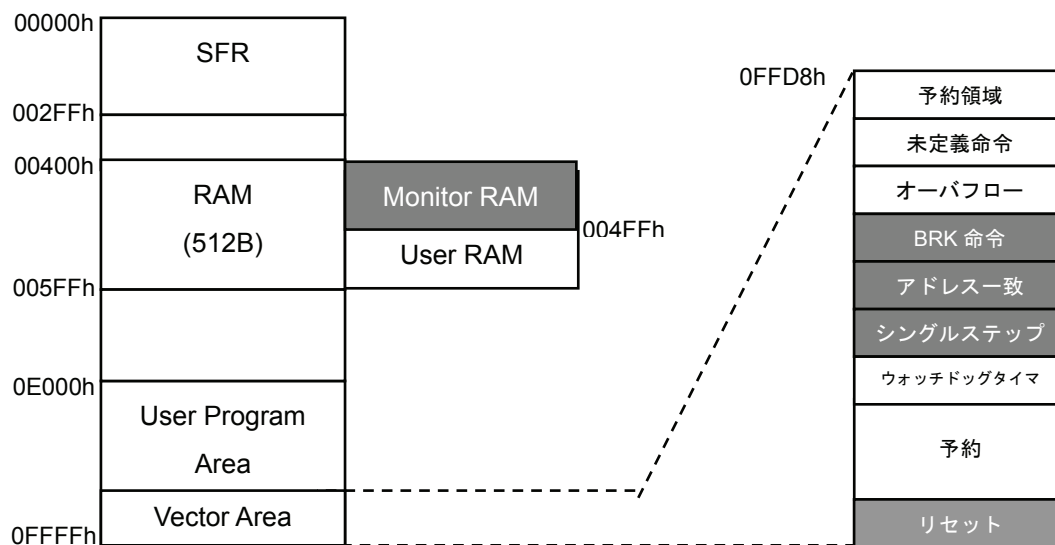 00000h
SFR
002FFh
00400h
RAM
(512B)
005FFh
Monitor RAM
004FFh
User RAM
0E000h
User Program
Area
Vector Area
0FFFFh
0FFD8h
予約領域
未定義命令
オーバフロー
BRK 命令
アドレス一致
シングルステップ
ウォッチドッグタイマ
予約
リセット